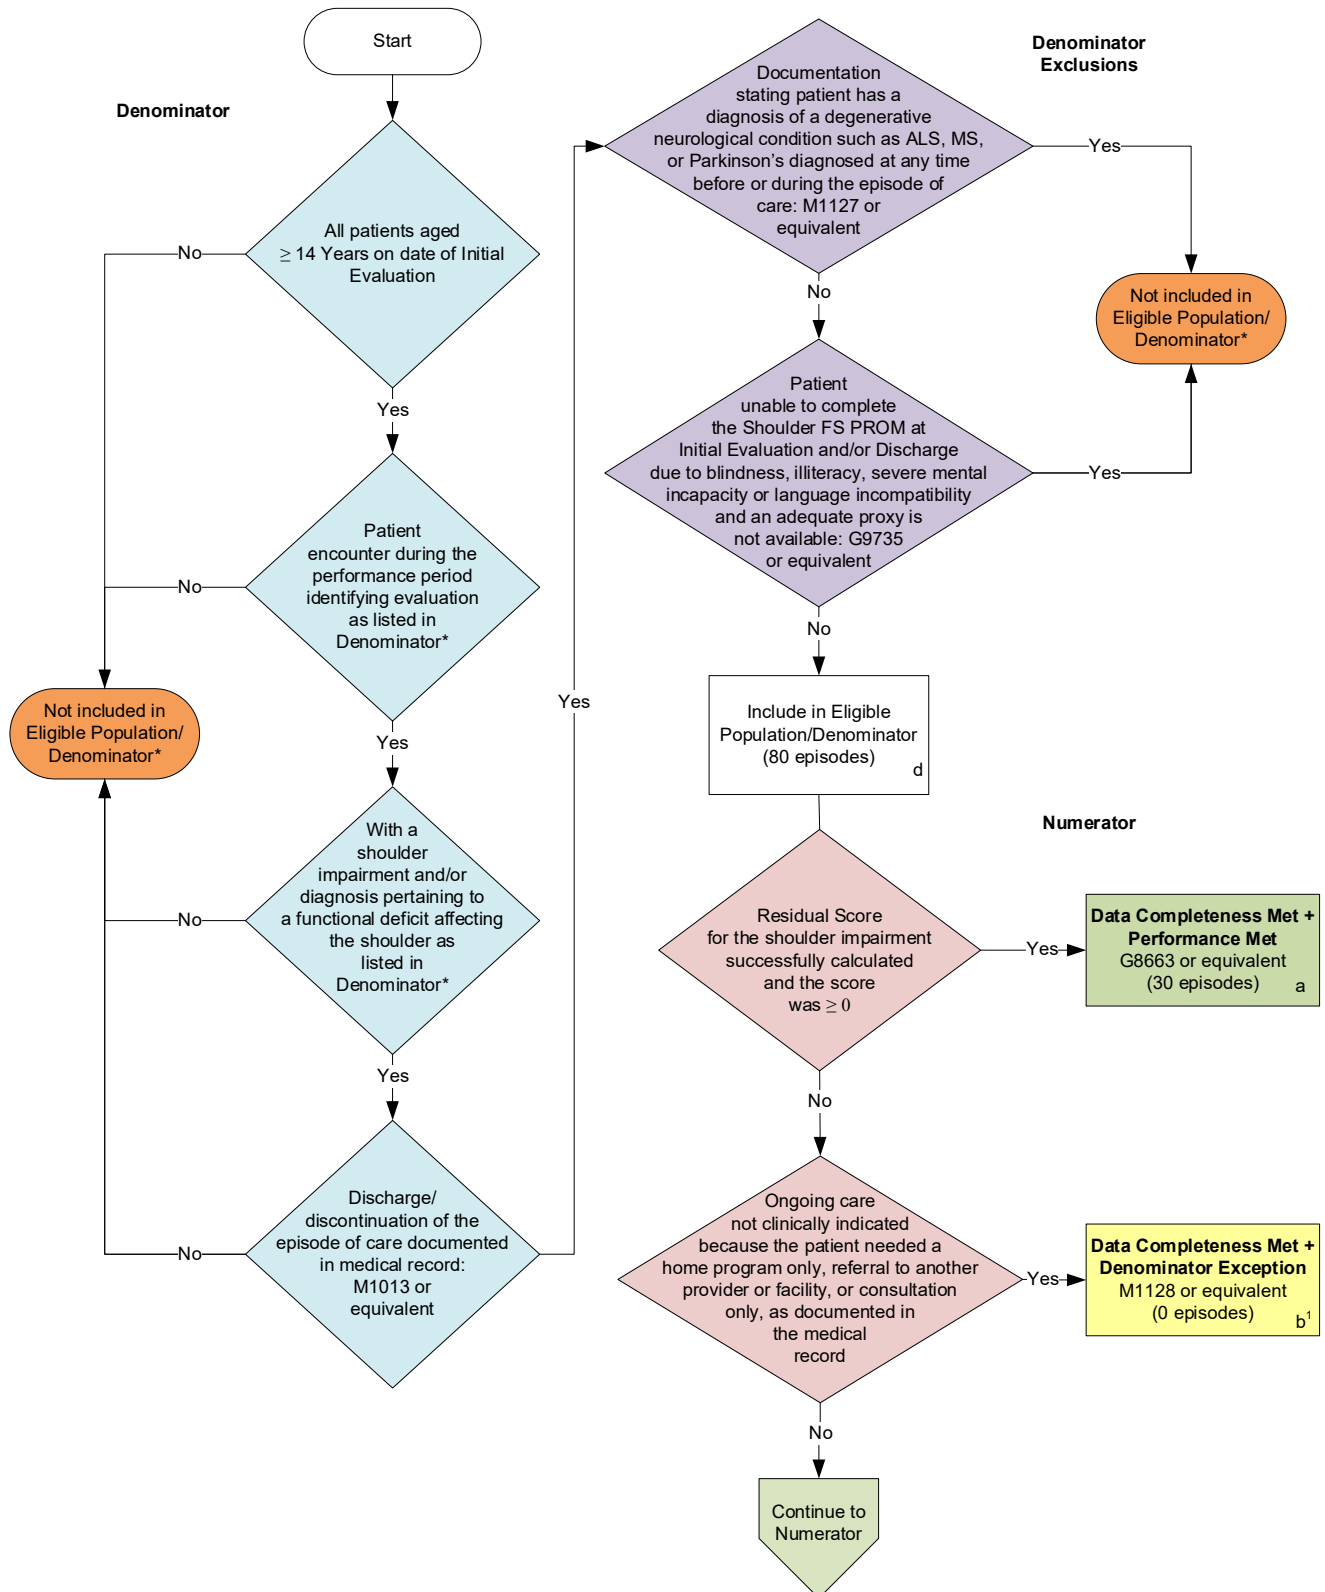 Start
Denominator
All patients aged
≥ 14 Years on date of Initial
Evaluation
No
Yes
Patient
encounter during the
performance period
identifying evaluation
as listed in
Denominator*
No
Yes
Not included in
Eligible Population/
Denominator*
With a
shoulder
impairment and/or
diagnosis pertaining to
a functional deficit affecting
the shoulder as
listed in
Denominator*
No
Yes
Discharge/
discontinuation of the
episode of care documented
in medical record:
M1013 or
equivalent
No
Yes
Denominator
Exclusions
Documentation
stating patient has a
diagnosis of a degenerative
neurological condition such as ALS, MS,
or Parkinson’s diagnosed at any time
before or during the episode of
care: M1127 or
equivalent
Yes
No
Not included in
Eligible Population/
Denominator*
Patient
unable to complete
the Shoulder FS PROM at
Initial Evaluation and/or Discharge
due to blindness, illiteracy, severe mental
incapacity or language incompatibility
and an adequate proxy is
not available: G9735
or equivalent
Yes
No
Include in Eligible
Population/Denominator
(80 episodes)
d
Numerator
Residual Score
for the shoulder impairment
successfully calculated
and the score
was ≥ 0
Yes
Data Completeness Met +
Performance Met
G8663 or equivalent
(30 episodes)
a
No
Ongoing care
not clinically indicated
because the patient needed a
home program only, referral to another
provider or facility, or consultation
only, as documented in
the medical
record
Yes
Data Completeness Met +
Denominator Exception
M1128 or equivalent
(0 episodes)
b¹
No
Continue to
Numerator